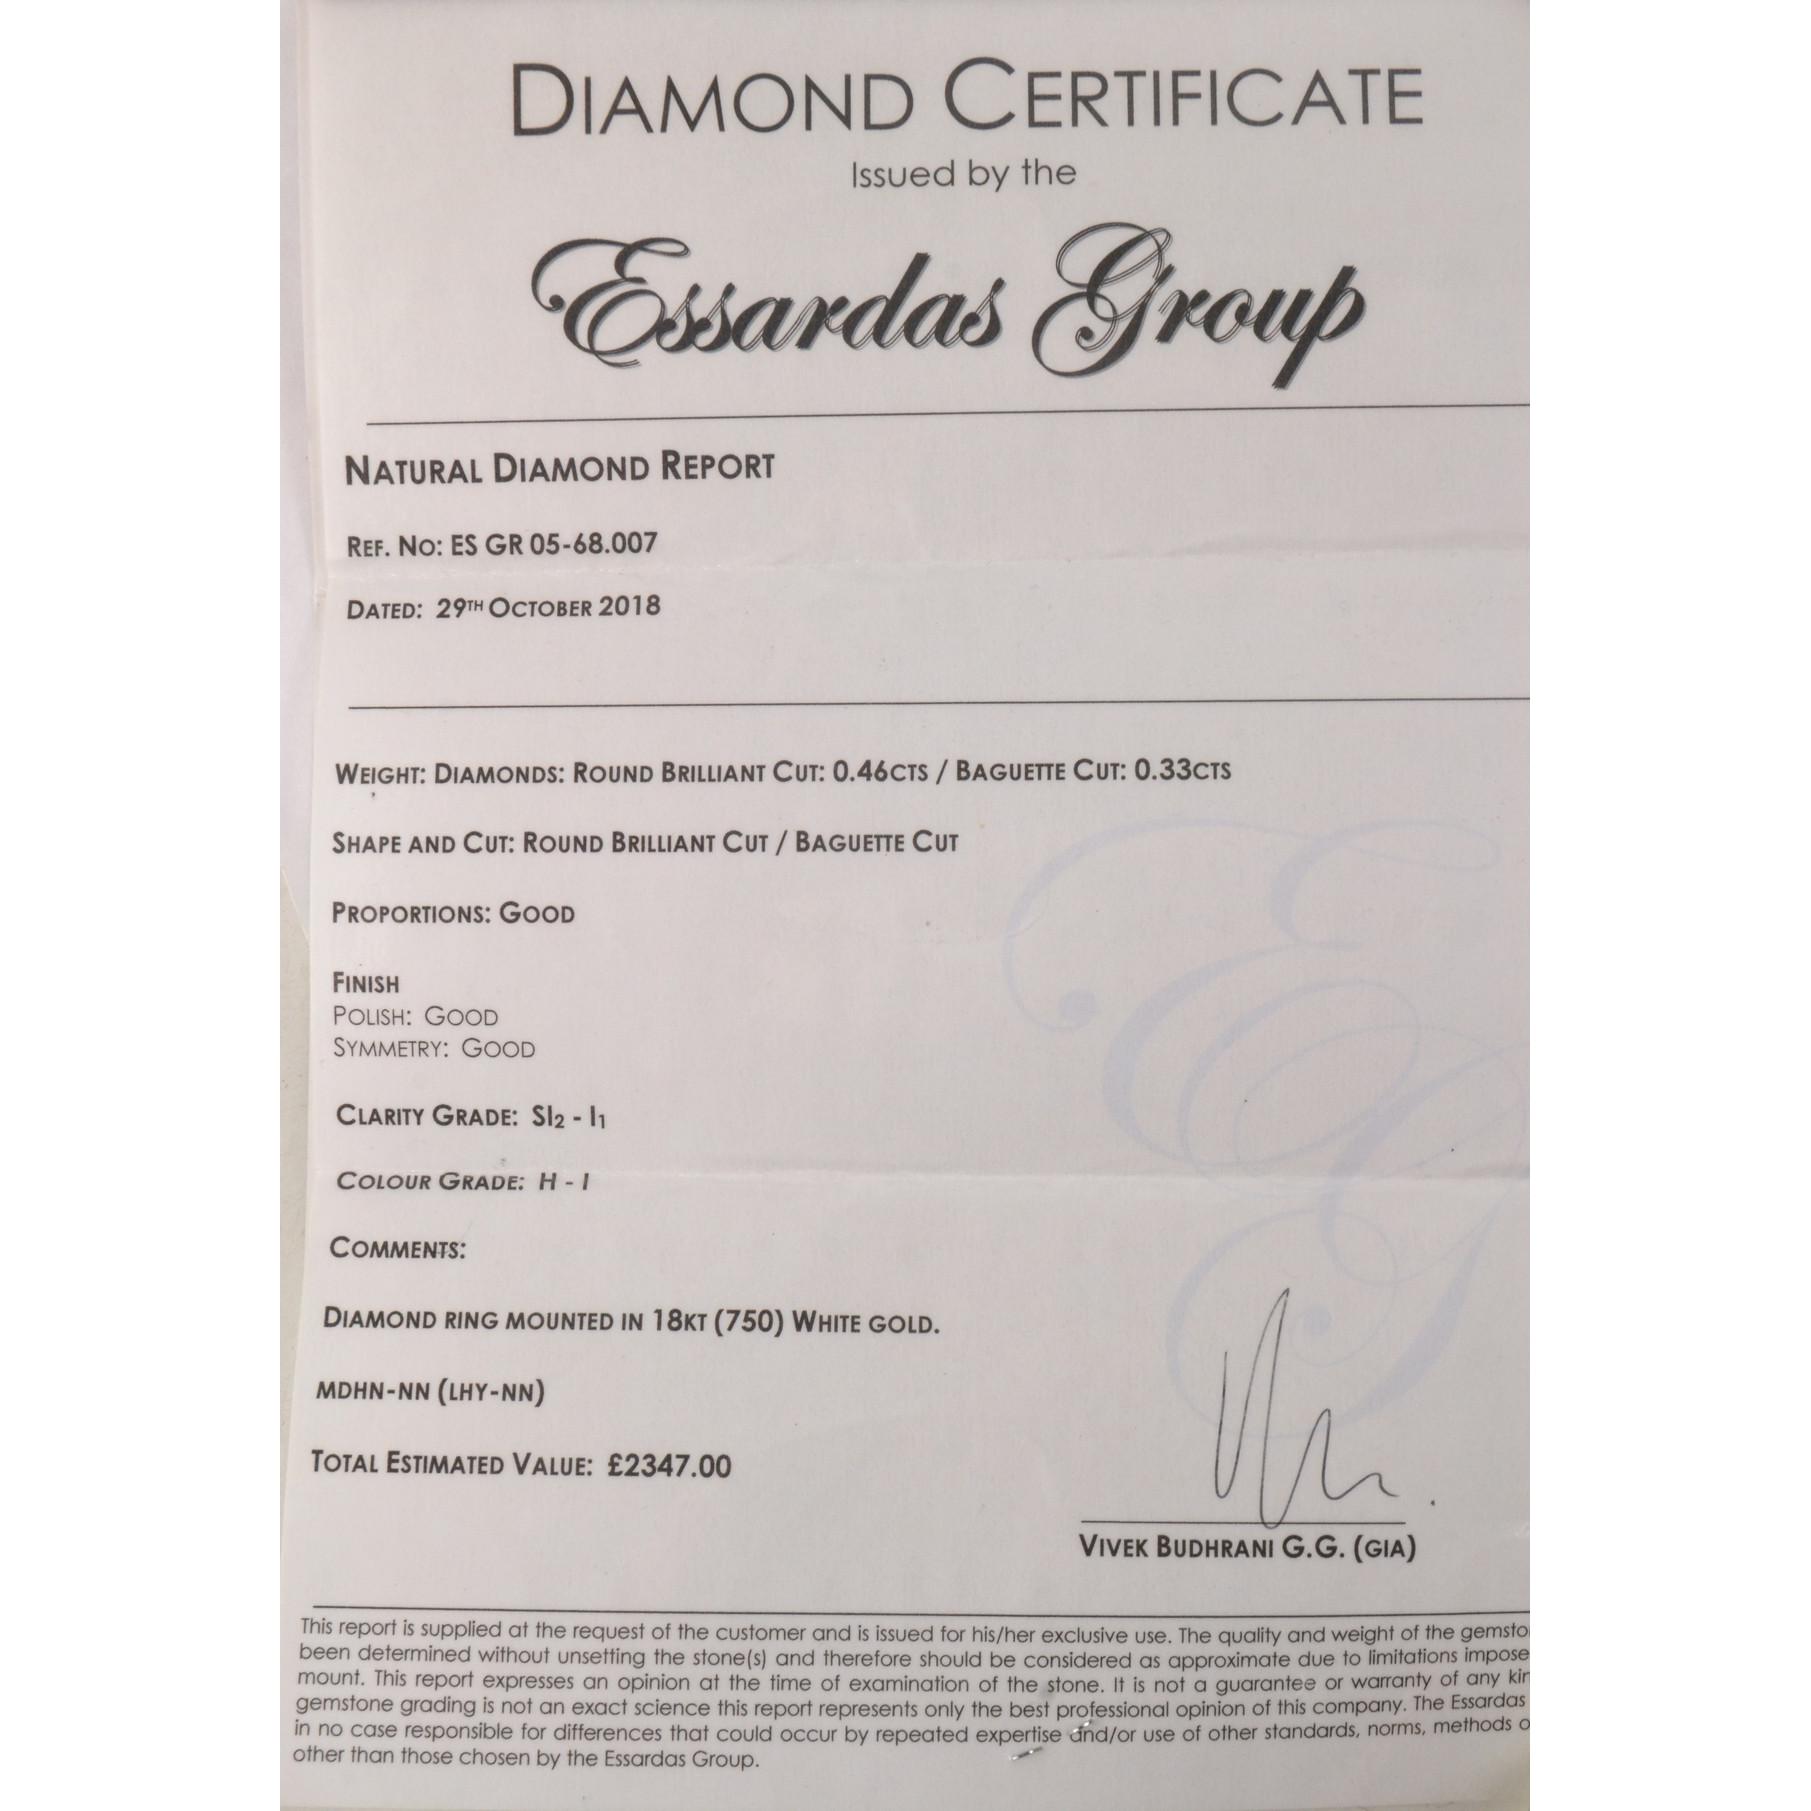 DIAMOND CERTIFICATE
Issued by the
Essardas Group
NATURAL DIAMOND REPORT
REF. NO: ES GR 05-68.007
DATED: 29TH OCTOBER 2018
WEIGHT: DIAMONDS: ROUND BRILLIANT CUT: 0.46CTS / BAGUETTE CUT: 0.33CTS
SHAPE AND CUT: ROUND BRILLIANT CUT / BAGUETTE CUT
PROPORTIONS: GOOD
FINISH
POLISH: GOOD
SYMMETRY: GOOD
CLARITY GRADE: SI2 - I1
COLOUR GRADE: H - I
COMMENTS:
DIAMOND RING MOUNTED IN 18KT (750) WHITE GOLD.
MDHN-NN (LHY-NN)
TOTAL ESTIMATED VALUE: £2347.00
VIVEK BUDHRANI G.G. (GIA)
This report is supplied at the request of the customer and is issued for his/her exclusive use. The quality and weight of the gemsto
been determined without unsetting the stone(s) and therefore should be considered as approximate due to limitations impose
mount. This report expresses an opinion at the time of examination of the stone. It is not a guarantee or warranty of any kin
gemstone grading is not an exact science this report represents only the best professional opinion of this company. The Essardas
in no case responsible for differences that could occur by repeated expertise and/or use of other standards, norms, methods o
other than those chosen by the Essardas Group.